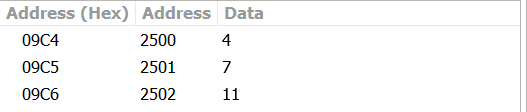 Address (Hex) Address Data
09C4 2500 4
09C5 2501 7
09C6 2502 11